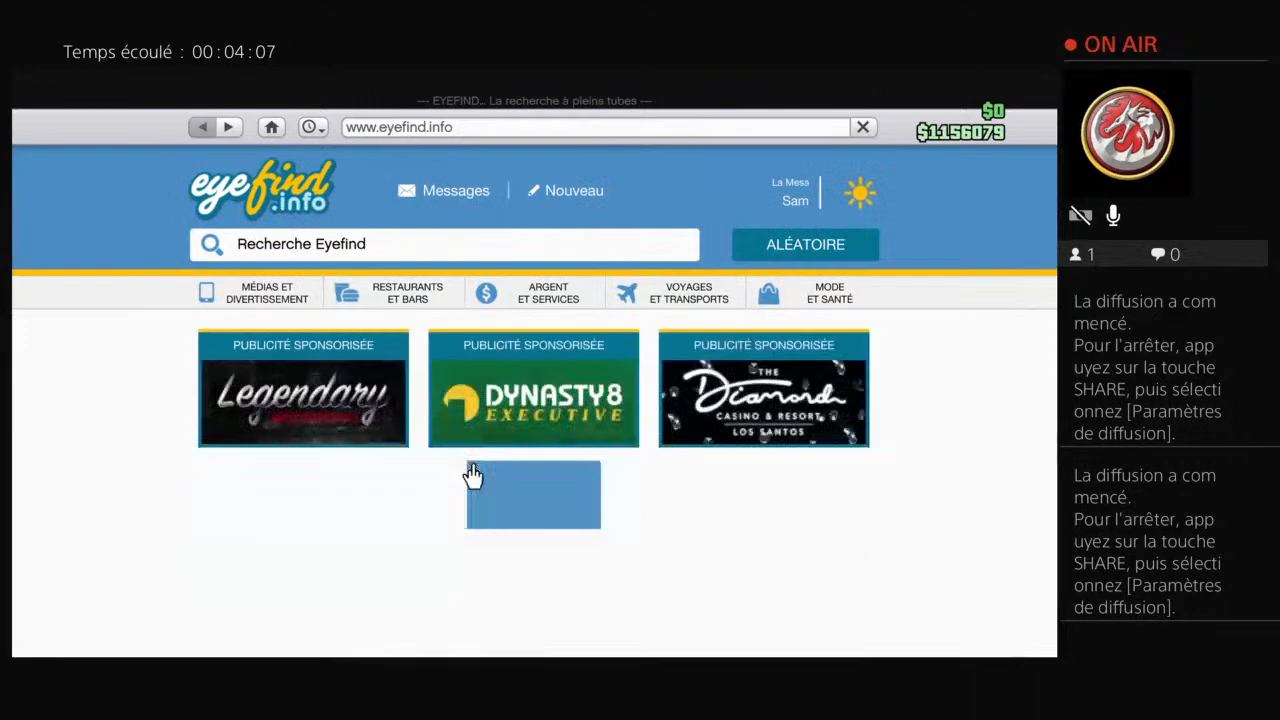 Temps écoulé : 00:04:07
ON AIR
--- EYEFIND... La recherche à pleins tubes ---
$0
www.eyefind.info
$1156079
eyefind
.info
Messages
Nouveau
La Mesa
Sam
Recherche Eyefind
ALÉATOIRE
1
0
MÉDIAS ET
DIVERTISSEMENT
RESTAURANTS
ET BARS
ARGENT
ET SERVICES
VOYAGES
ET TRANSPORTS
MODE
ET SANTÉ
PUBLICITÉ SPONSORISÉE
Legendary
PUBLICITÉ SPONSORISÉE
DYNASTY 8
EXECUTIVE
PUBLICITÉ SPONSORISÉE
THE
Diamond
CASINO & RESORT
LOS SANTOS
La diffusion a com
mencé.
Pour l'arrêter, app
uyez sur la touche
SHARE, puis sélecti
onnez [Paramètres
de diffusion].
La diffusion a com
mencé.
Pour l'arrêter, app
uyez sur la touche
SHARE, puis sélecti
onnez [Paramètres
de diffusion].